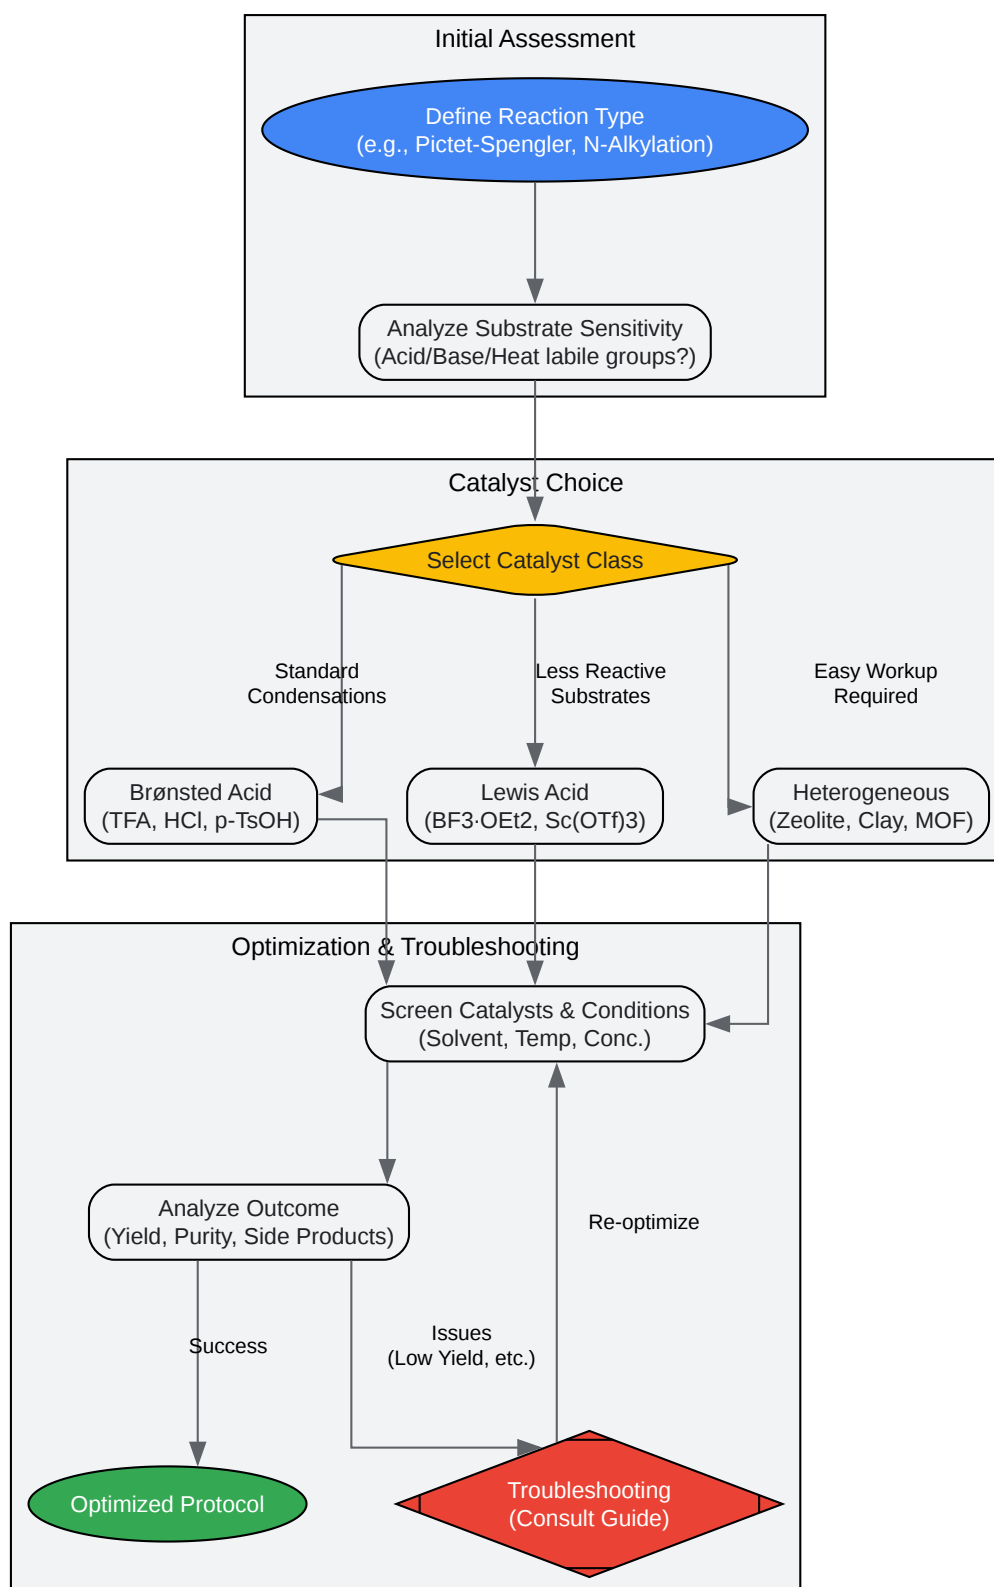 Initial Assessment
Define Reaction Type
(e.g., Pictet-Spengler, N-Alkylation)
Analyze Substrate Sensitivity
(Acid/Base/Heat labile groups?)
Catalyst Choice
Select Catalyst Class
Standard
Condensations
Less Reactive
Substrates
Easy Workup
Required
Brønsted Acid
(TFA, HCl, p-TsOH)
Lewis Acid
(BF3·OEt2, Sc(OTf)3)
Heterogeneous
(Zeolite, Clay, MOF)
Optimization & Troubleshooting
Screen Catalysts & Conditions
(Solvent, Temp, Conc.)
Analyze Outcome
(Yield, Purity, Side Products)
Re-optimize
Success
Issues
(Low Yield, etc.)
Optimized Protocol
Troubleshooting
(Consult Guide)